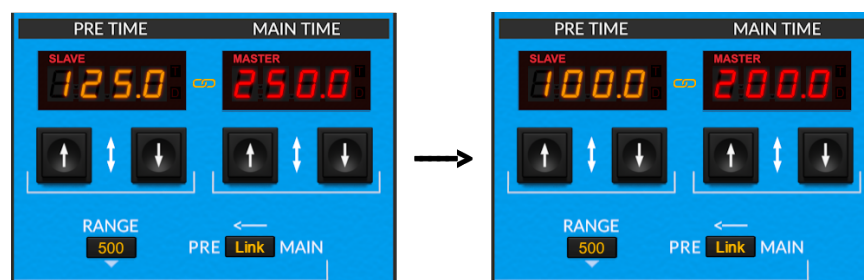 PRE TIME MAIN TIME
SLAVE MASTER
125.0 250.0
RANGE
500 PRE Link MAIN
PRE TIME MAIN TIME
SLAVE MASTER
100.0 200.0
RANGE
500 PRE Link MAIN